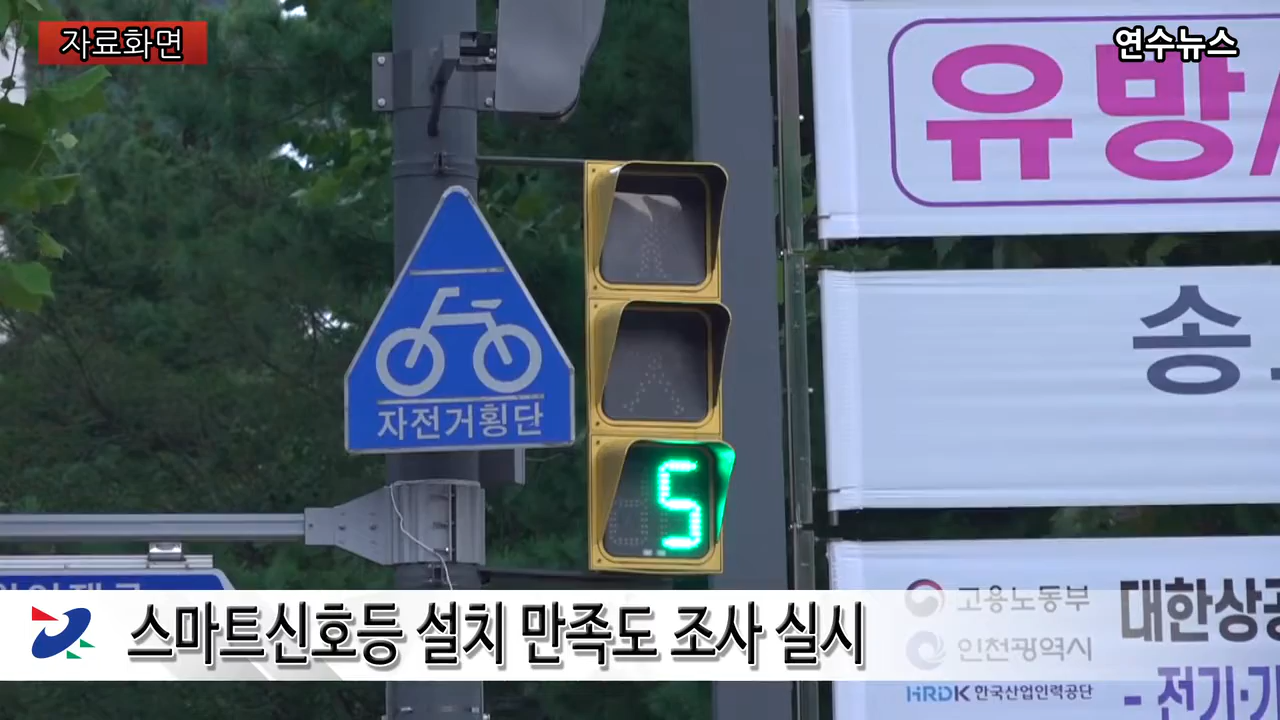 자료화면
연수뉴스
유방/
송
자전거횡단
5
고용노동부
인천광역시
HRDK 한국산업인력공단
대한상공
- 전기·기
스마트신호등 설치 만족도 조사 실시